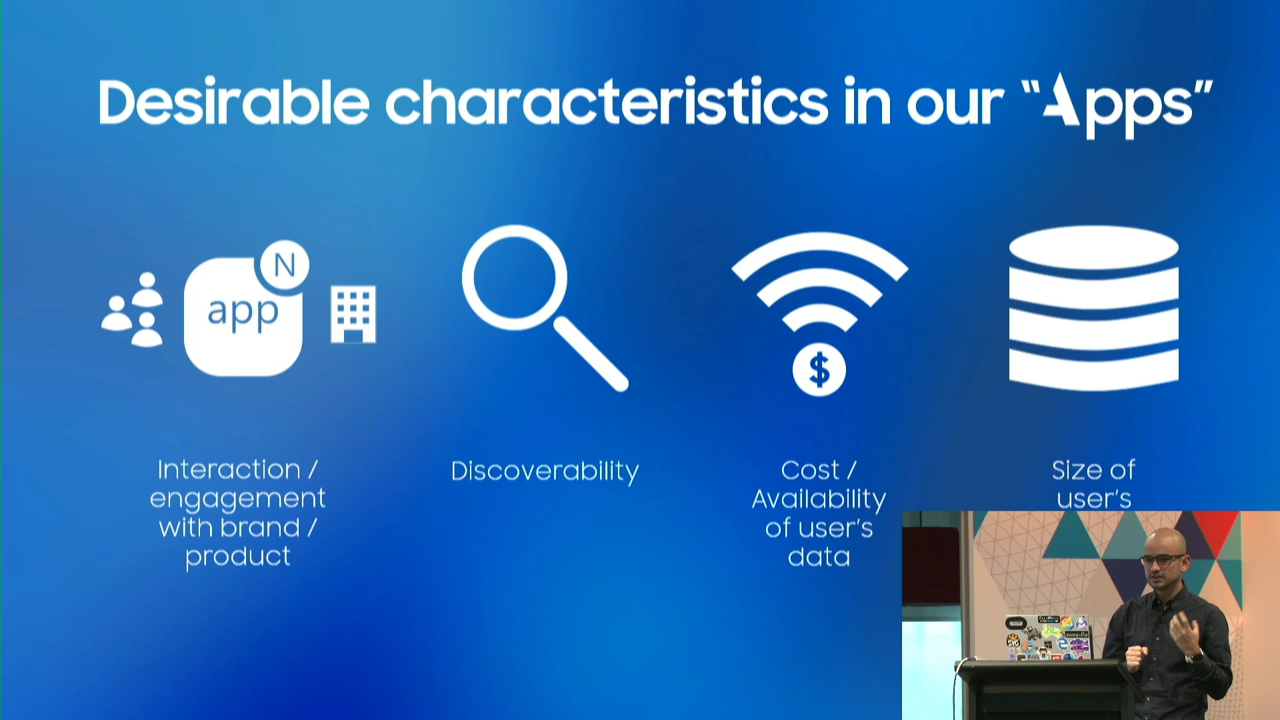 Desirable characteristics in our “Apps”
N
app
$
Interaction /
engagement
with brand /
product
Discoverability
Cost /
Availability
of user’s
data
Size of
user’s